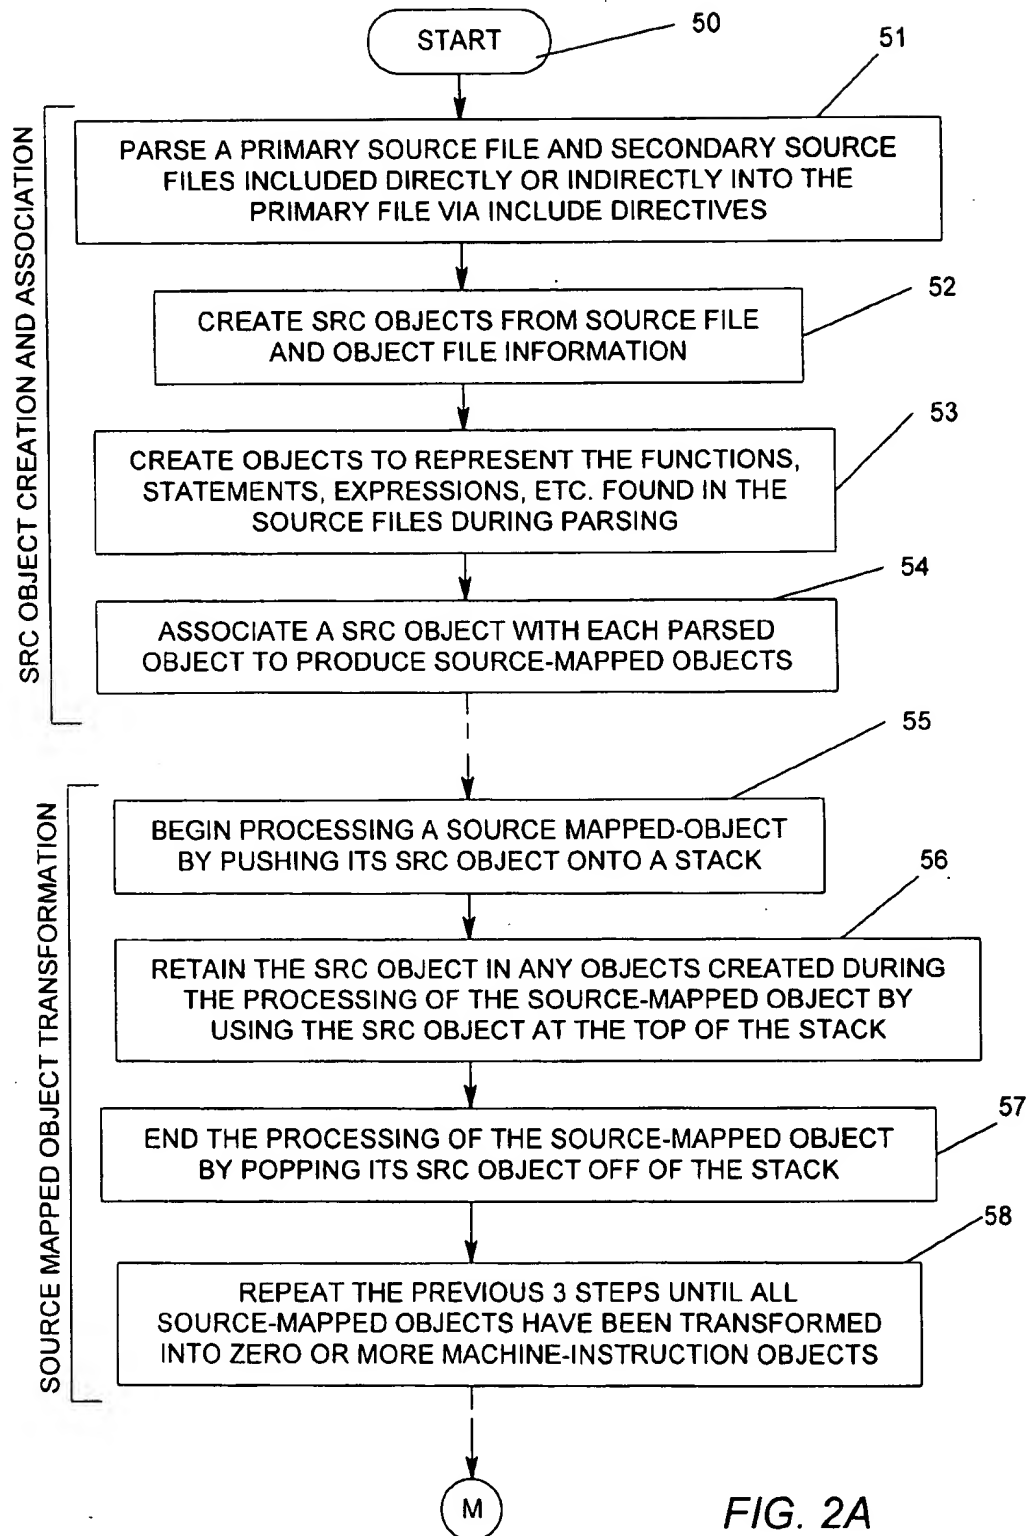 START
50
51
SRC OBJECT CREATION AND ASSOCIATION
PARSE A PRIMARY SOURCE FILE AND SECONDARY SOURCE
FILES INCLUDED DIRECTLY OR INDIRECTLY INTO THE
PRIMARY FILE VIA INCLUDE DIRECTIVES
52
CREATE SRC OBJECTS FROM SOURCE FILE
AND OBJECT FILE INFORMATION
53
CREATE OBJECTS TO REPRESENT THE FUNCTIONS,
STATEMENTS, EXPRESSIONS, ETC. FOUND IN THE
SOURCE FILES DURING PARSING
54
ASSOCIATE A SRC OBJECT WITH EACH PARSED
OBJECT TO PRODUCE SOURCE-MAPPED OBJECTS
55
SOURCE MAPPED OBJECT TRANSFORMATION
BEGIN PROCESSING A SOURCE MAPPED-OBJECT
BY PUSHING ITS SRC OBJECT ONTO A STACK
56
RETAIN THE SRC OBJECT IN ANY OBJECTS CREATED DURING
THE PROCESSING OF THE SOURCE-MAPPED OBJECT BY
USING THE SRC OBJECT AT THE TOP OF THE STACK
57
END THE PROCESSING OF THE SOURCE-MAPPED OBJECT
BY POPPING ITS SRC OBJECT OFF OF THE STACK
58
REPEAT THE PREVIOUS 3 STEPS UNTIL ALL
SOURCE-MAPPED OBJECTS HAVE BEEN TRANSFORMED
INTO ZERO OR MORE MACHINE-INSTRUCTION OBJECTS
M
FIG. 2A